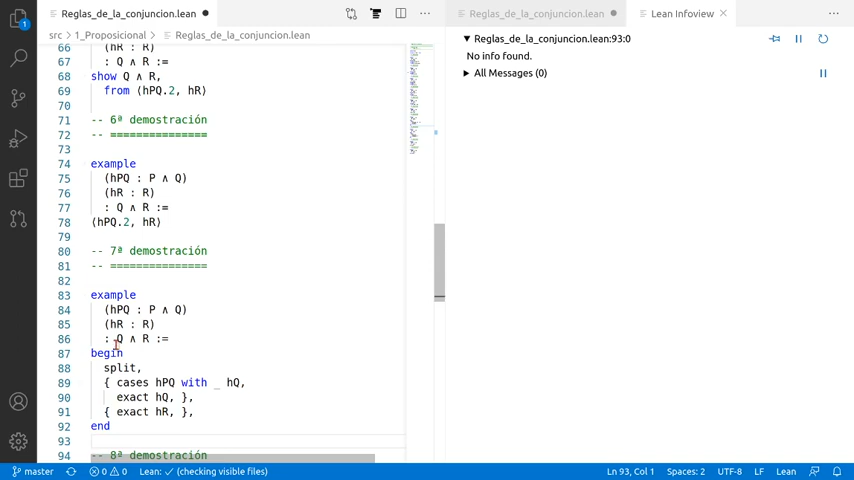 Reglas_de_la_conjuncion.lean ●
Reglas_de_la_conjuncion.lean ●
Lean Infoview ×
src > 1_Proposicional > Reglas_de_la_conjuncion.lean
66 (hR : R)
67 : Q ∧ R :=
68 show Q ∧ R,
69 from ⟨hPQ.2, hR⟩
70
71 -- 6ª demostración
72 -- ===============
73
74 example
75 (hPQ : P ∧ Q)
76 (hR : R)
77 : Q ∧ R :=
78 ⟨hPQ.2, hR⟩
79
80 -- 7ª demostración
81 -- ===============
82
83 example
84 (hPQ : P ∧ Q)
85 (hR : R)
86 : Q ∧ R :=
87 begin
88 split,
89 { cases hPQ with _ hQ,
90 exact hQ, },
91 { exact hR, },
92 end
93
94 -- 8ª demostración
▼ Reglas_de_la_conjuncion.lean:93:0
No info found.
▶ All Messages (0)
1
master
0 0
Lean: ✓ (checking visible files)
Ln 93, Col 1
Spaces: 2
UTF-8
LF
Lean